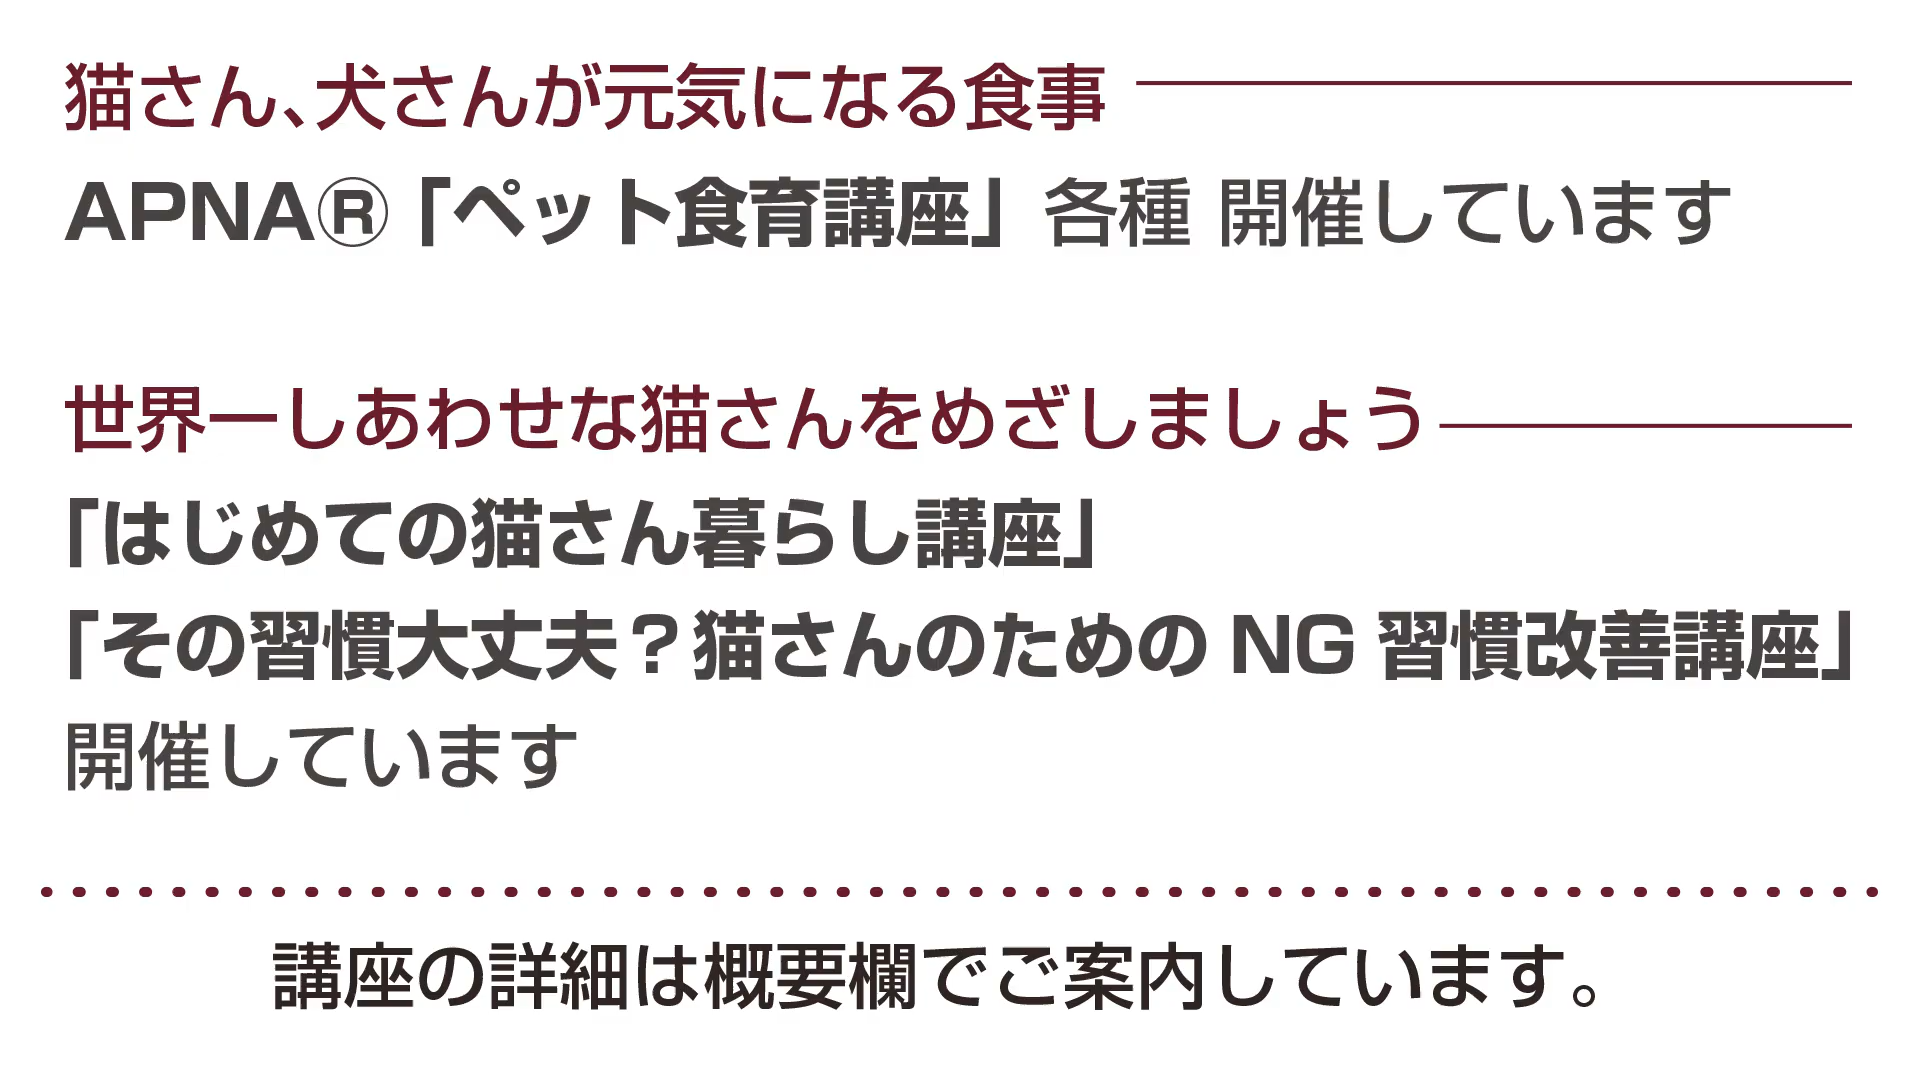 猫さん、犬さんが元気になる食事
APNA®「ペット食育講座」各種 開催しています
世界一しあわせな猫さんをめざしましょう
「はじめての猫さん暮らし講座」
「その習慣大丈夫？猫さんのための NG 習慣改善講座」
開催しています
講座の詳細は概要欄でご案内しています。